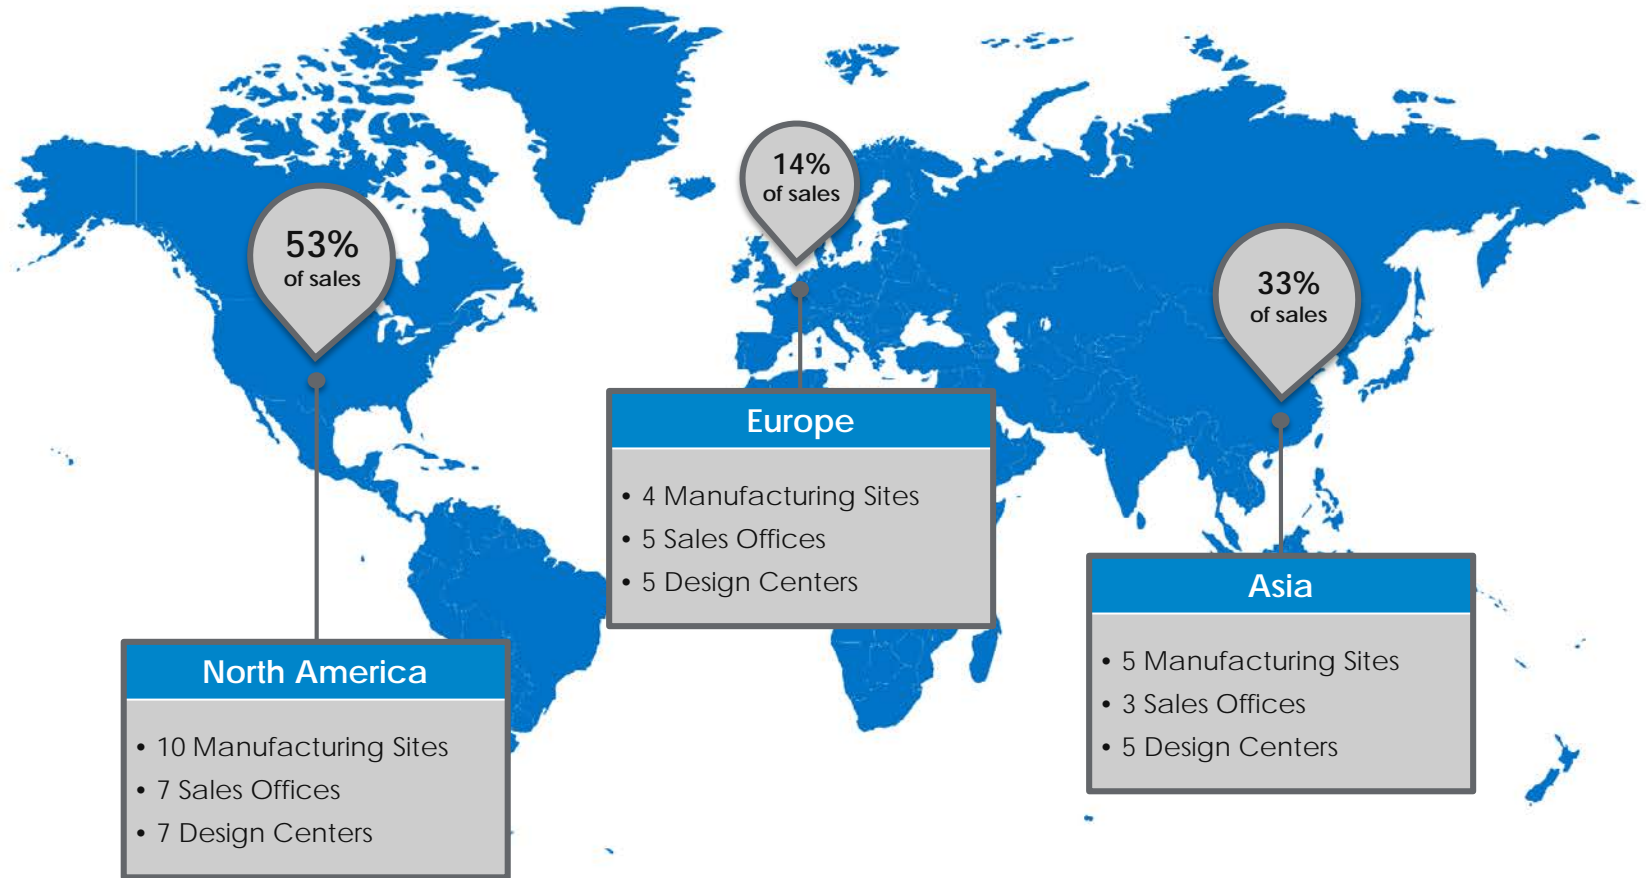 53%
of sales
14%
of sales
33%
of sales
North America
• 10 Manufacturing Sites
• 7 Sales Offices
• 7 Design Centers
Europe
• 4 Manufacturing Sites
• 5 Sales Offices
• 5 Design Centers
Asia
• 5 Manufacturing Sites
• 3 Sales Offices
• 5 Design Centers